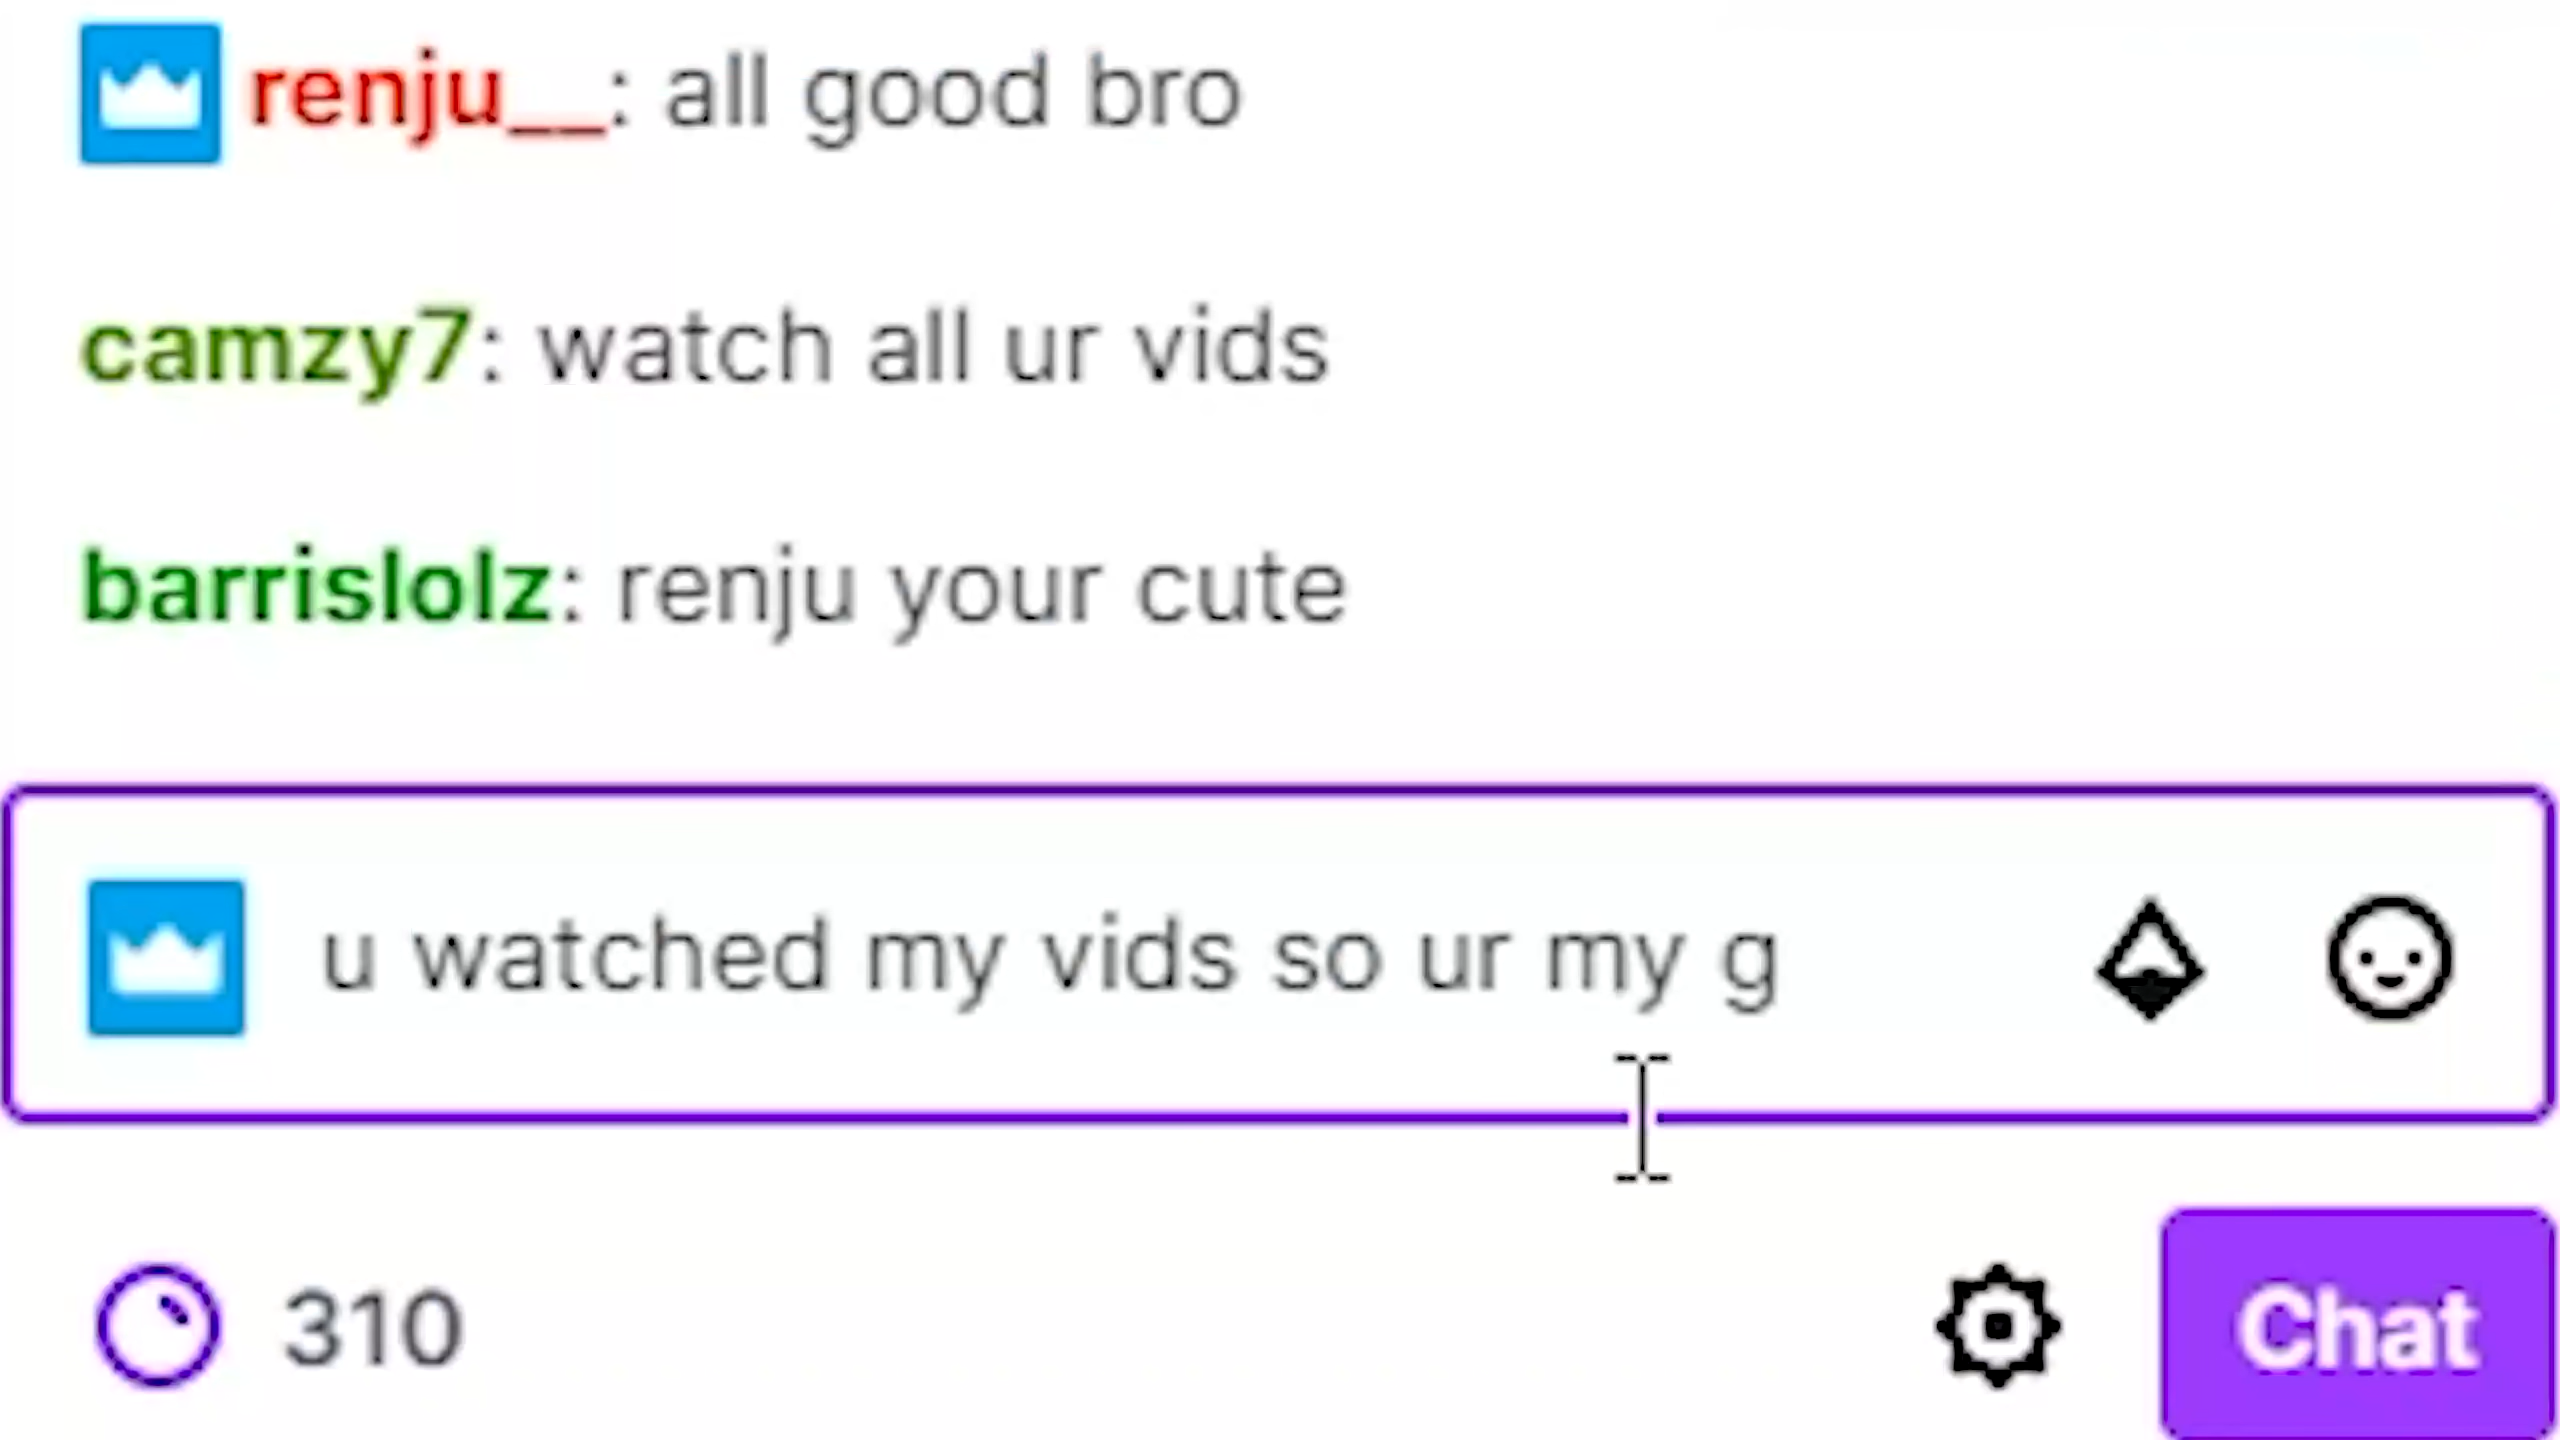 renju__: all good bro
camzy7: watch all ur vids
barrislolz: renju your cute
u watched my vids so ur my g
310
Chat